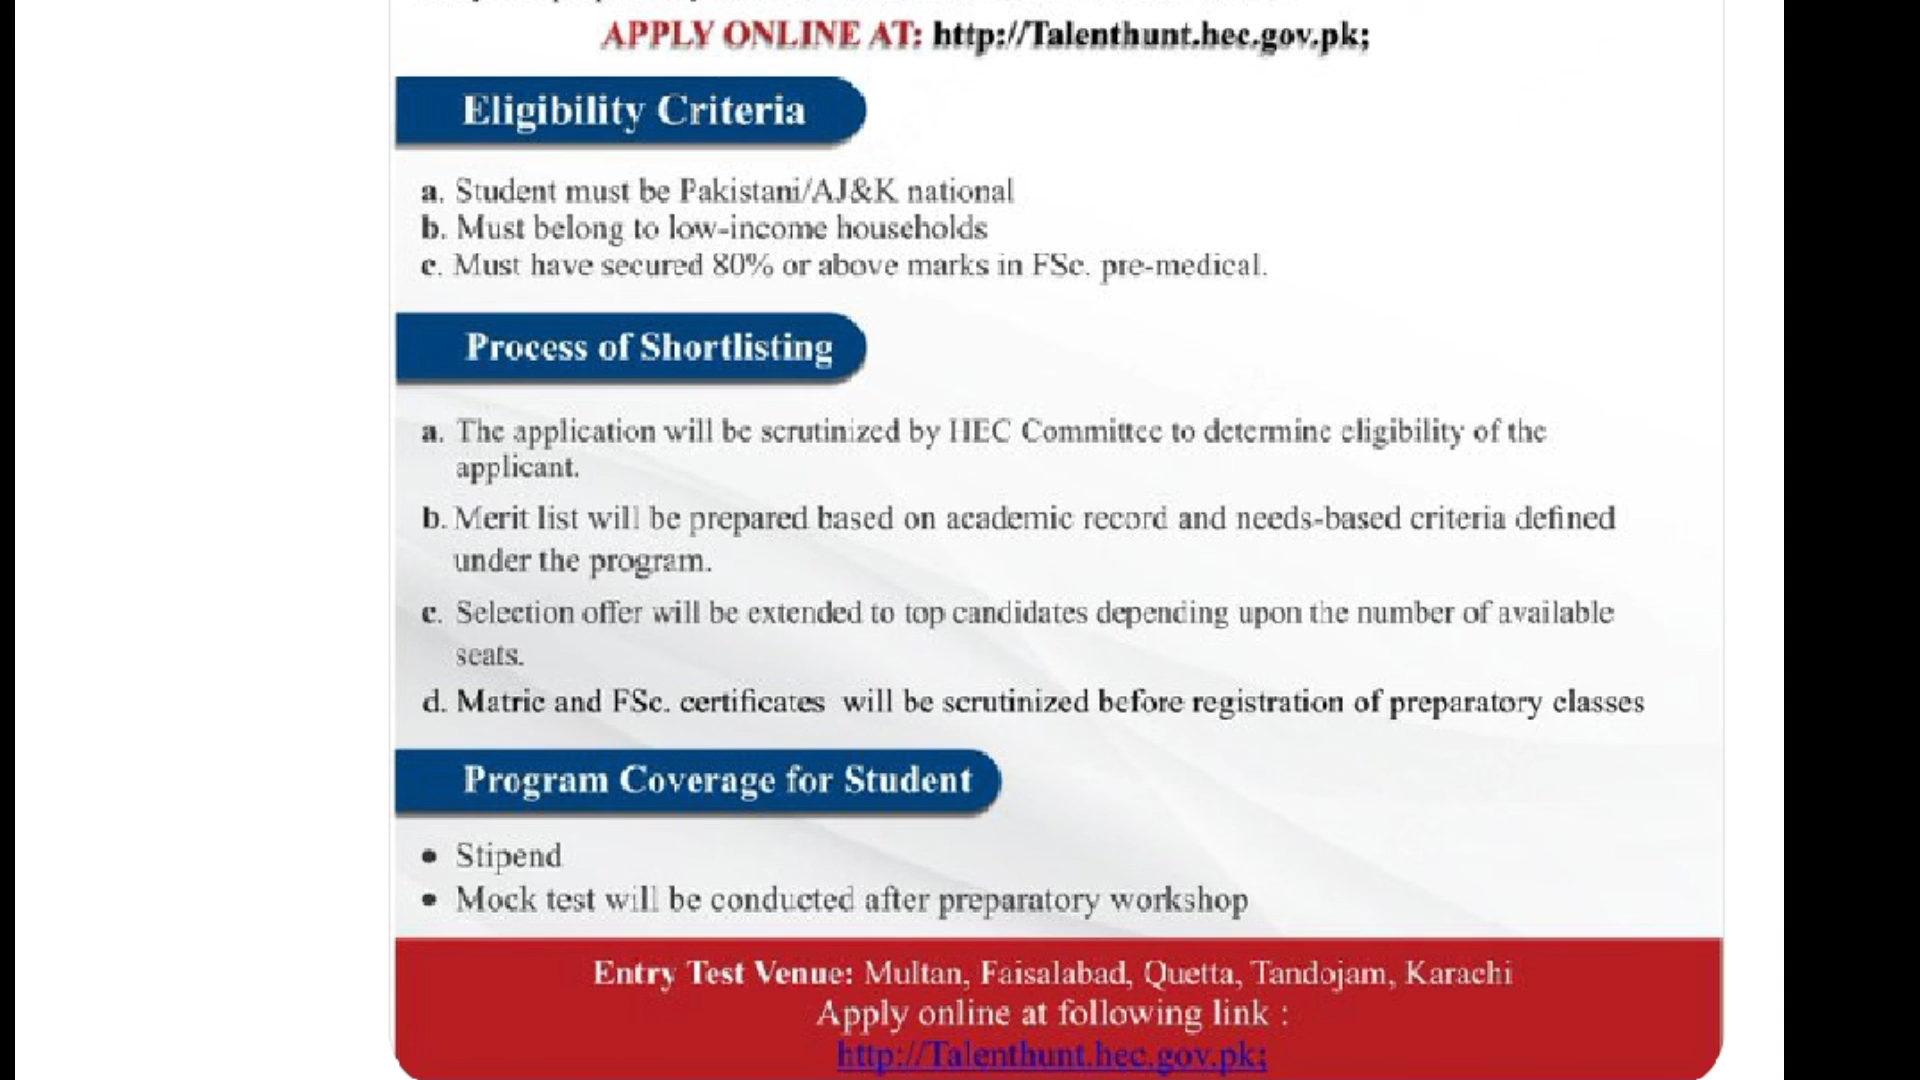 APPLY ONLINE AT: http://Talenthunt.hec.gov.pk;
Eligibility Criteria
a. Student must be Pakistani/AJ&K national
b. Must belong to low-income households
c. Must have secured 80% or above marks in FSc. pre-medical.
Process of Shortlisting
a. The application will be scrutinized by HEC Committee to determine eligibility of the
applicant.
b. Merit list will be prepared based on academic record and needs-based criteria defined
under the program.
c. Selection offer will be extended to top candidates depending upon the number of available
seats.
d. Matric and FSc. certificates will be scrutinized before registration of preparatory classes
Program Coverage for Student
• Stipend
• Mock test will be conducted after preparatory workshop
Entry Test Venue: Multan, Faisalabad, Quetta, Tandojam, Karachi
Apply online at following link :
http://Talenthunt.hec.gov.pk;